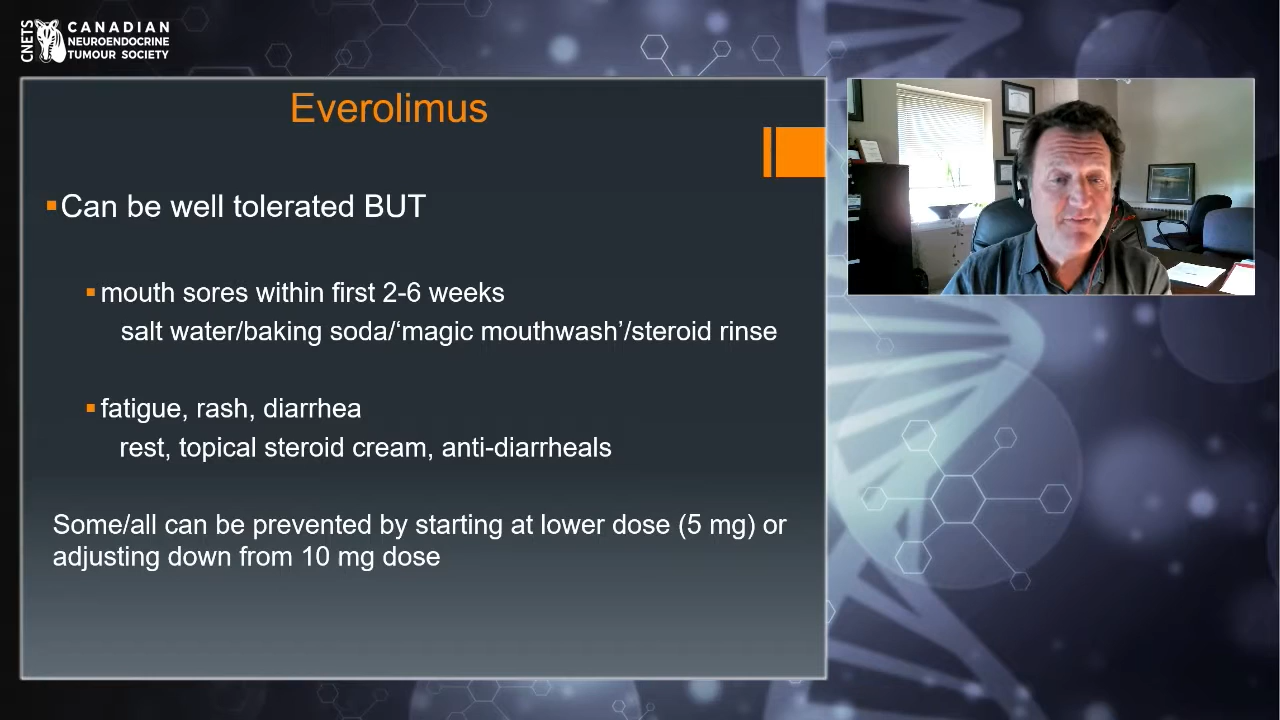 CNETS
CANADIAN
NEUROENDOCRINE
TUMOUR SOCIETY
Everolimus
Can be well tolerated BUT
mouth sores within first 2-6 weeks
salt water/baking soda/‘magic mouthwash’/steroid rinse
fatigue, rash, diarrhea
rest, topical steroid cream, anti-diarrheals
Some/all can be prevented by starting at lower dose (5 mg) or
adjusting down from 10 mg dose